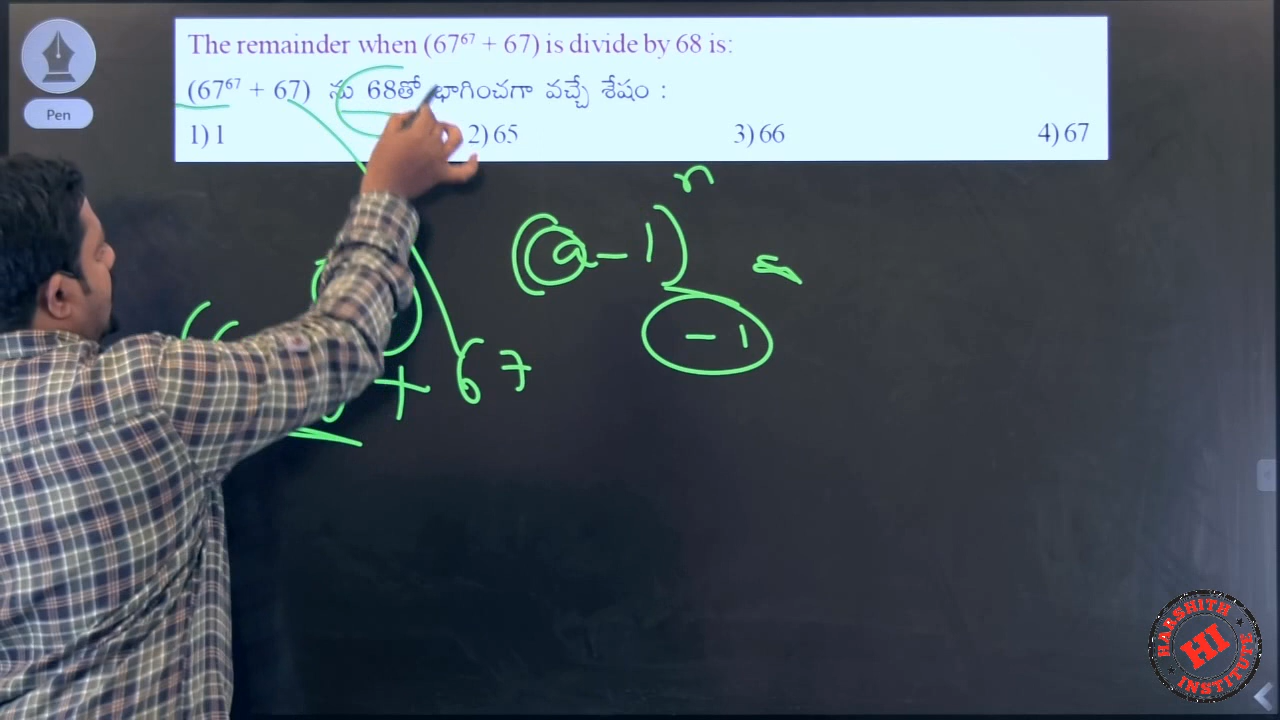 The remainder when (67⁶⁷ + 67) is divide by 68 is:
(67⁶⁷ + 67) ను 68తో భాగించగా వచ్చే శేషం :
1) 1 2) 65 3) 66 4) 67
Pen
(a-1)ⁿ
-1
+ 67
HARSHITH
HI
INSTITUTE